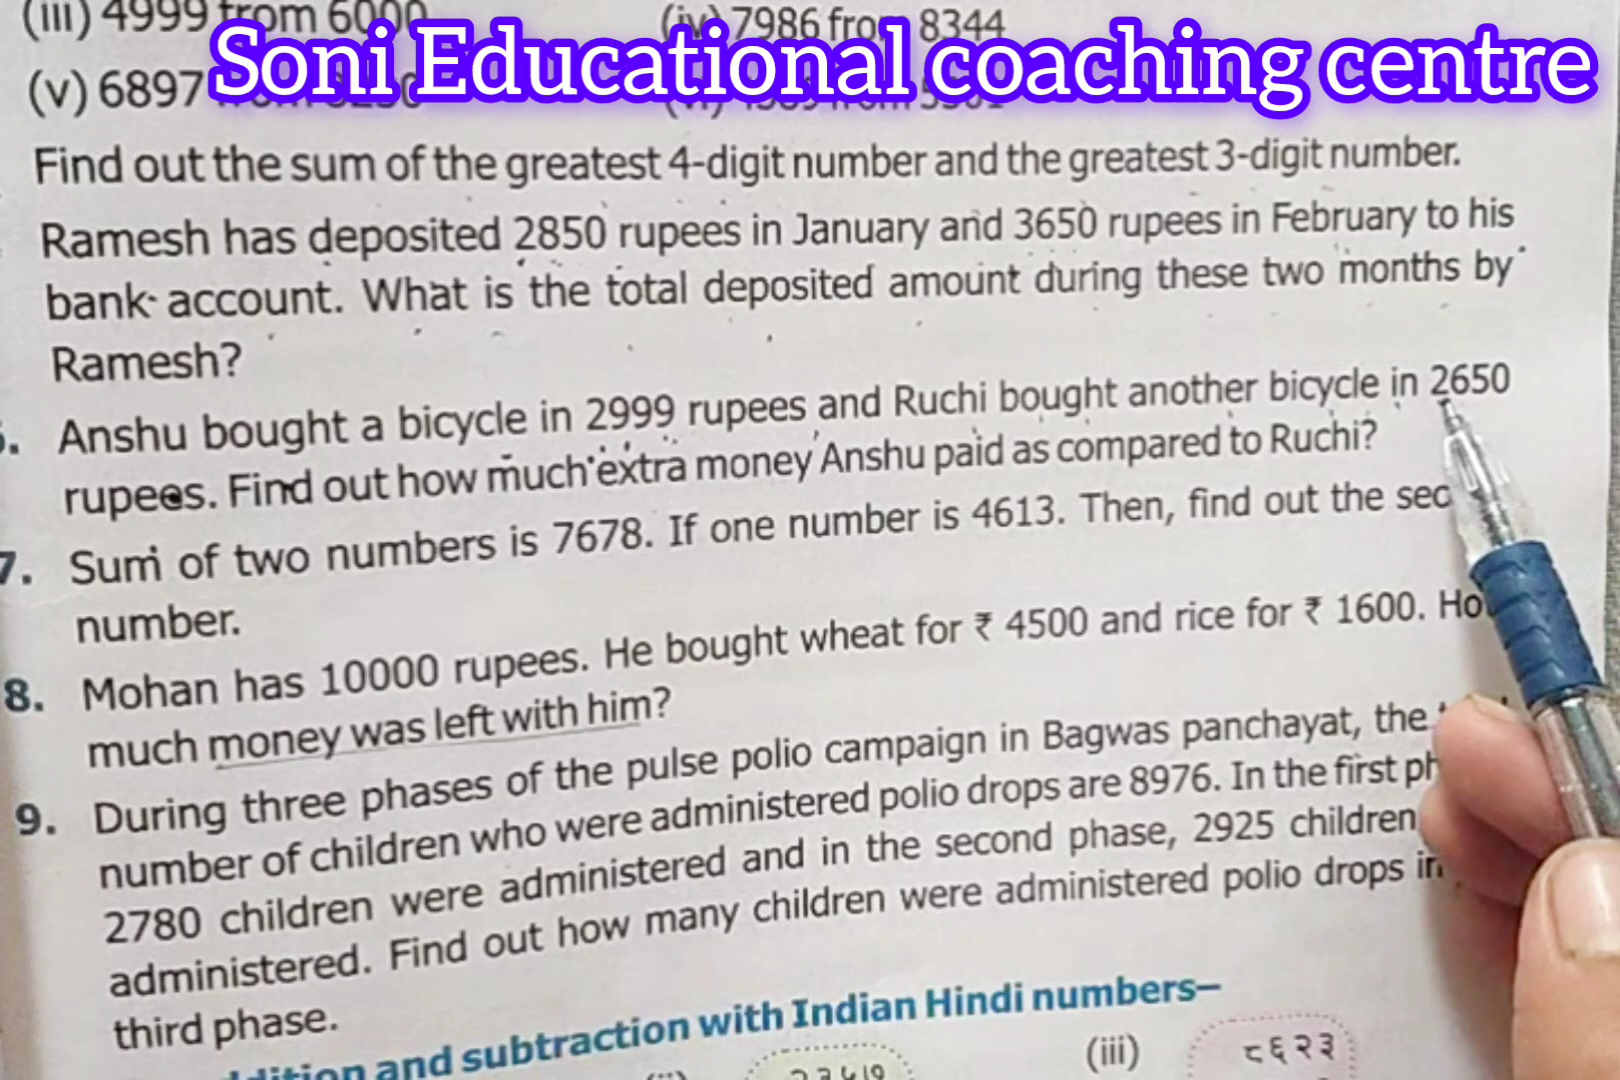 (iii) 4999 from 6000
(iv) 7986 from 8344
Soni Educational coaching centre
(v) 6897
Find out the sum of the greatest 4-digit number and the greatest 3-digit number.
Ramesh has deposited 2850 rupees in January and 3650 rupees in February to his
bank account. What is the total deposited amount during these two months by
Ramesh?
Anshu bought a bicycle in 2999 rupees and Ruchi bought another bicycle in 2650
rupees. Find out how much extra money Anshu paid as compared to Ruchi?
7. Sum of two numbers is 7678. If one number is 4613. Then, find out the sec
number.
8. Mohan has 10000 rupees. He bought wheat for ₹ 4500 and rice for ₹ 1600. Ho
much money was left with him?
9. During three phases of the pulse polio campaign in Bagwas panchayat, the
number of children who were administered polio drops are 8976. In the first ph
2780 children were administered and in the second phase, 2925 children
administered. Find out how many children were administered polio drops in
third phase.
dition and subtraction with Indian Hindi numbers–
(iii) ८६२३